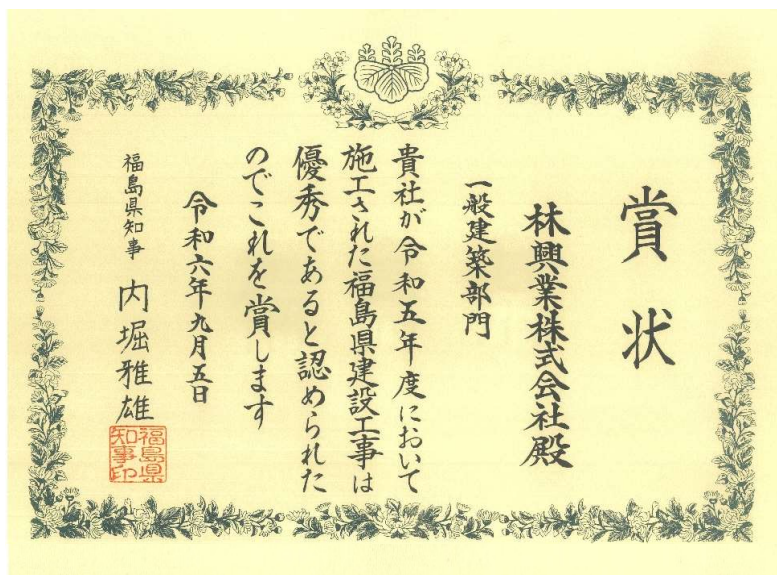 賞状
林興業株式会社殿
一般建築部門
貴社が令和五年度において
施工された福島県建設工事は
優秀であると認められた
のでこれを賞します
令和六年九月五日
福島県知事 内堀雅雄
福島県
知事印